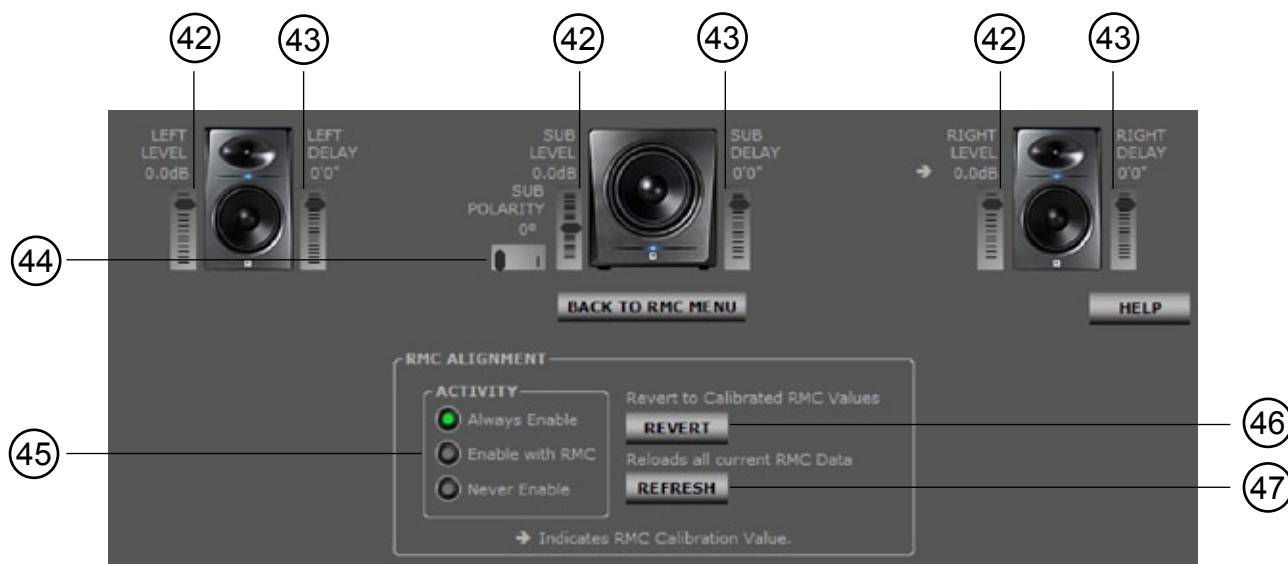 42
43
42
43
42
43
LEFT
LEVEL
0.0dB
LEFT
DELAY
0'0"
SUB
LEVEL
0.0dB
SUB
DELAY
0'0"
RIGHT
LEVEL
➔ 0.0dB
RIGHT
DELAY
0'0"
SUB
POLARITY
0º
44
BACK TO RMC MENU
HELP
RMC ALIGNMENT
ACTIVITY
Always Enable
Enable with RMC
Never Enable
45
Revert to Calibrated RMC Values
REVERT
46
Reloads all current RMC Data
REFRESH
47
➔ Indicates RMC Calibration Value.